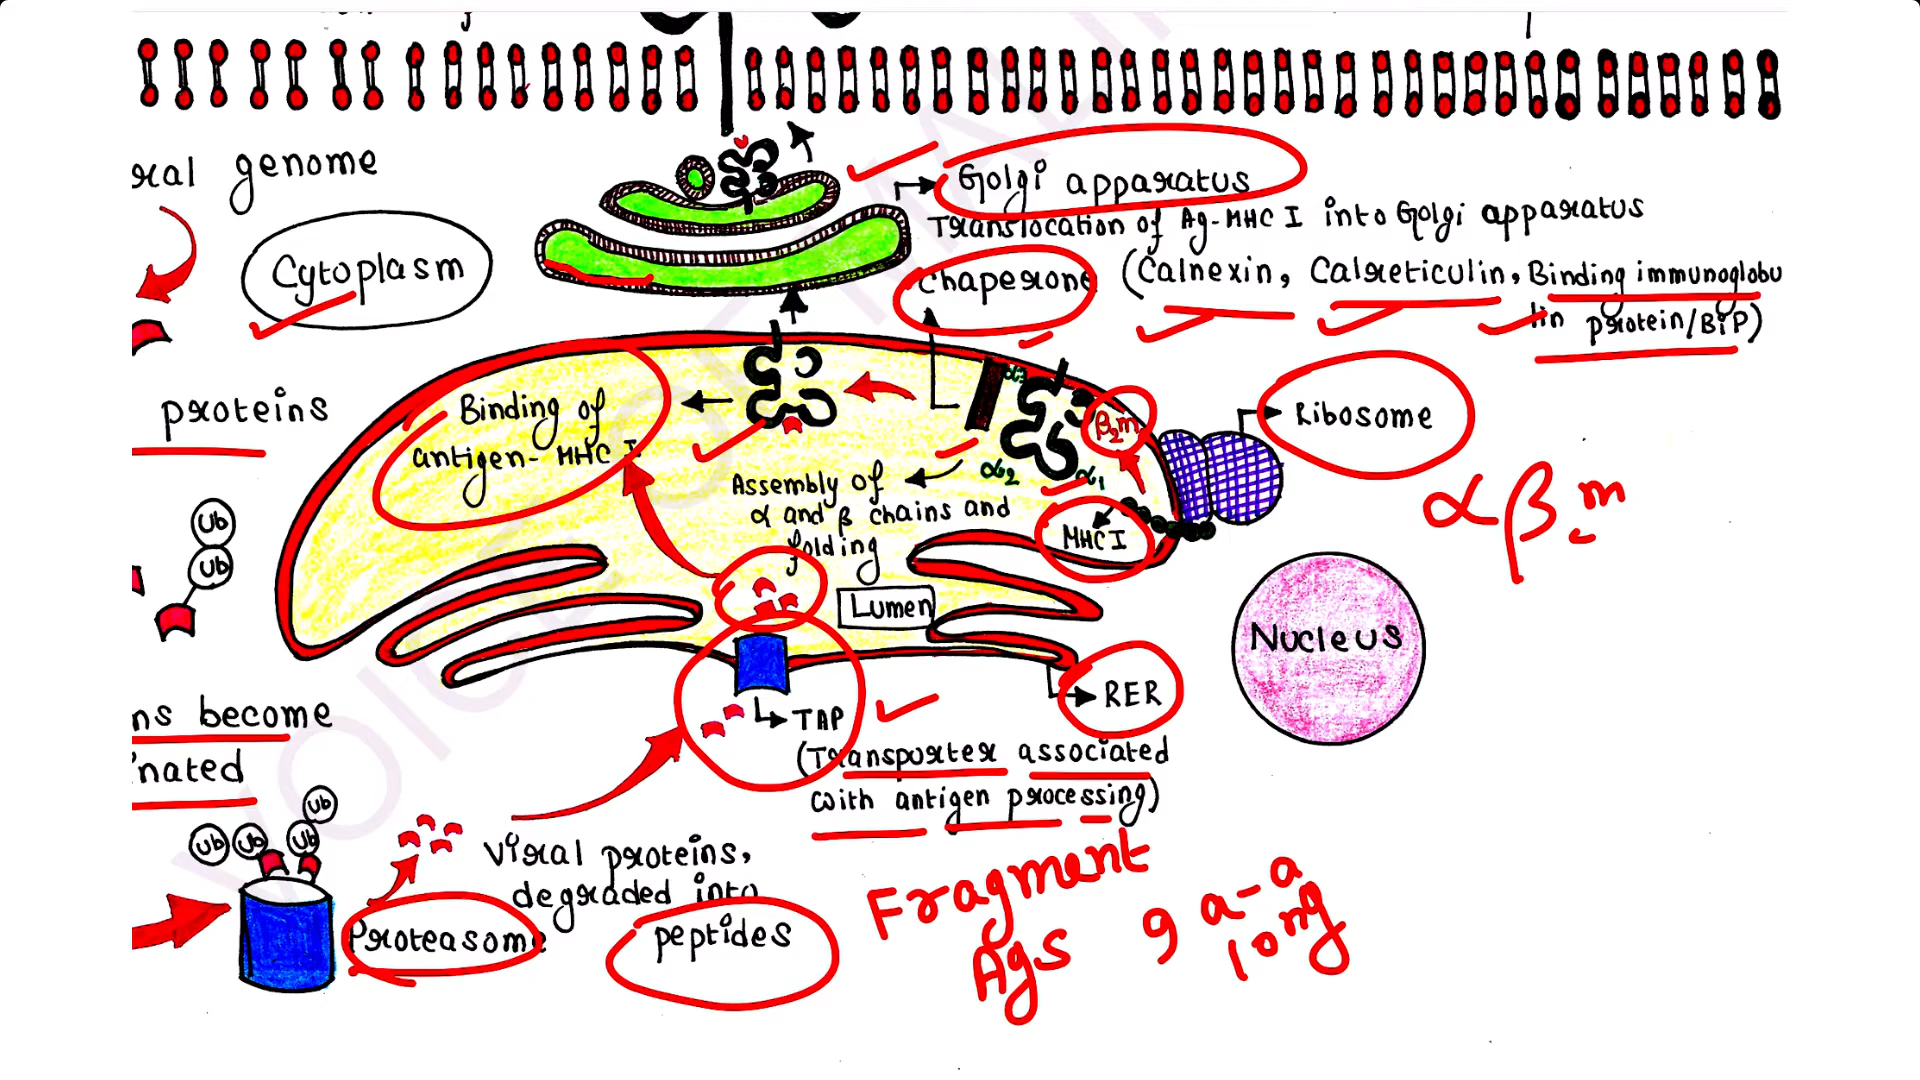 ral genome
Cytoplasm
Golgi apparatus
Translocation of Ag-MHC I into Golgi apparatus
Chaperone (Calnexin, Calreticulin, Binding immunoglobu
lin protein/BiP)
proteins
Binding of
antigen- MHC I
α3
β2m
Ribosome
α2
α1
Assembly of
α and β chains and
folding
MHC I
α β m
Ub
Ub
Lumen
Nucleus
RER
ns become
nated
TAP
(Transporter associated
with antigen processing)
Ub
Ub
Ub
Ub
Viral proteins,
degraded into
peptides
Proteasome
Fragment
Ags
9 a-a
long